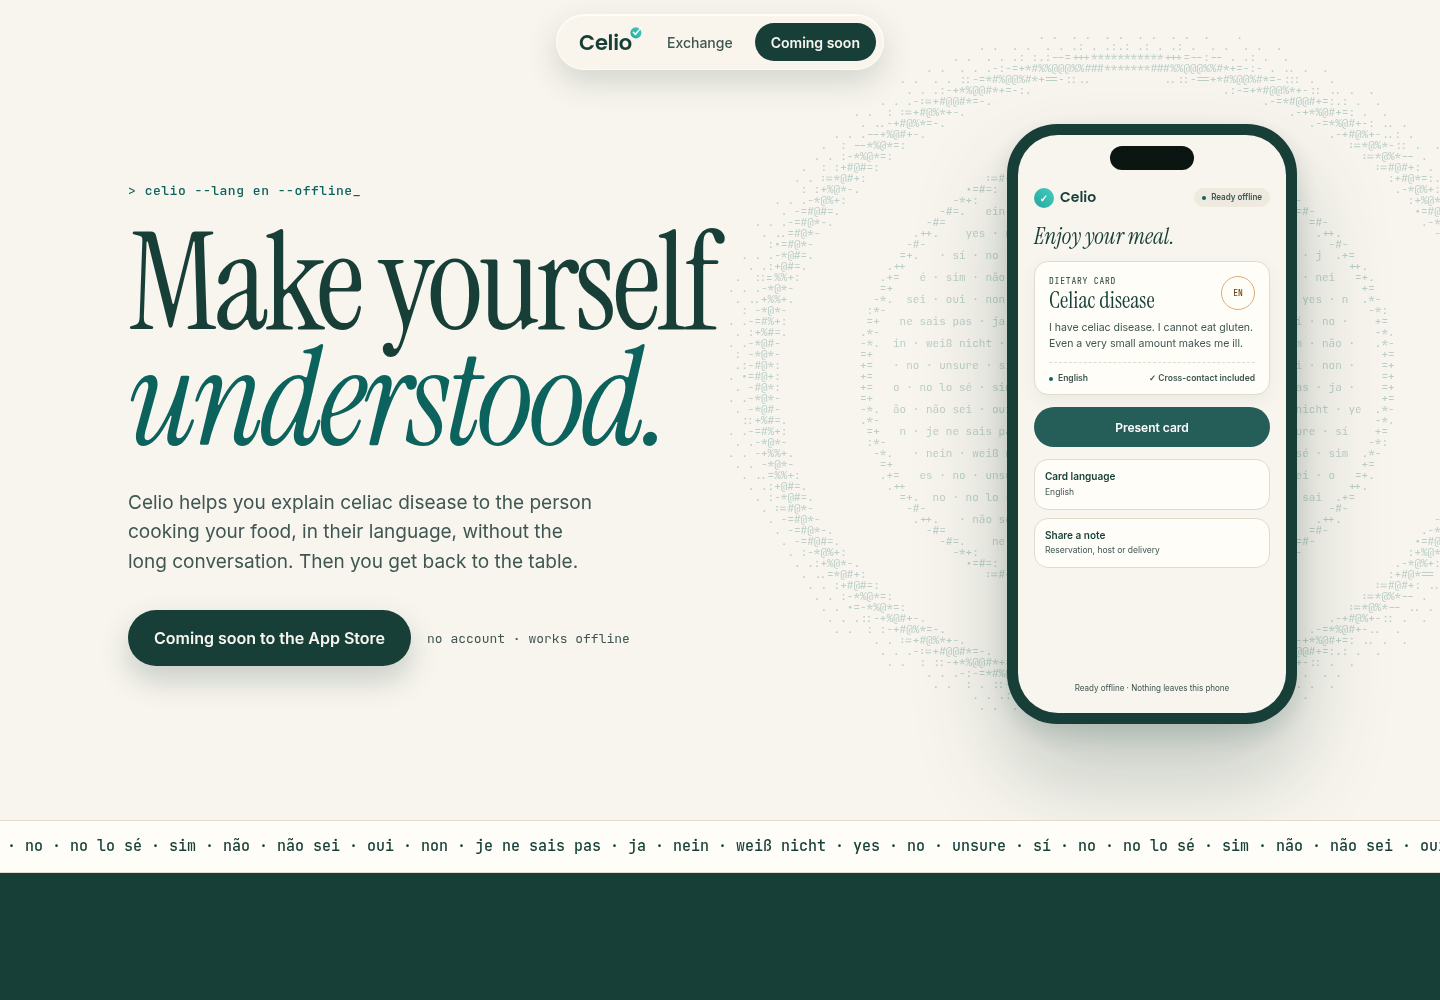 Celio
Exchange
Coming soon
> celio --lang en --offline_
Make yourself
understood.
Celio helps you explain celiac disease to the person
cooking your food, in their language, without the
long conversation. Then you get back to the table.
Coming soon to the App Store
no account · works offline
Celio
Ready offline
Enjoy your meal.
DIETARY CARD
Celiac disease
EN
I have celiac disease. I cannot eat gluten.
Even a very small amount makes me ill.
English
✓ Cross-contact included
Present card
Card language
English
Share a note
Reservation, host or delivery
Ready offline · Nothing leaves this phone
· no · no lo sé · sim · não · não sei · oui · non · je ne sais pas · ja · nein · weiß nicht · yes · no · unsure · sí · no · no lo sé · sim · não · não sei · ou